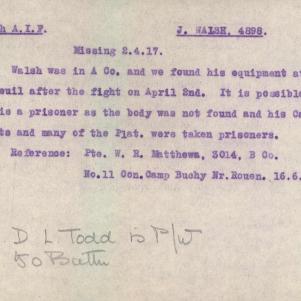 h A.I.F. J. WALSH, 4898.
Missing 2.4.17.
Walsh was in A Co. and we found his equipment at
euil after the fight on April 2nd. It is possible
is a prisoner as the body was not found and his Ca
ts and many of the Plat. were taken prisoners.
Reference: Pte. W. R. Matthews, 3014, B Co.
No.11 Con.Camp Buchy Nr.Rouen. 16.6.
D L Todd is P/W